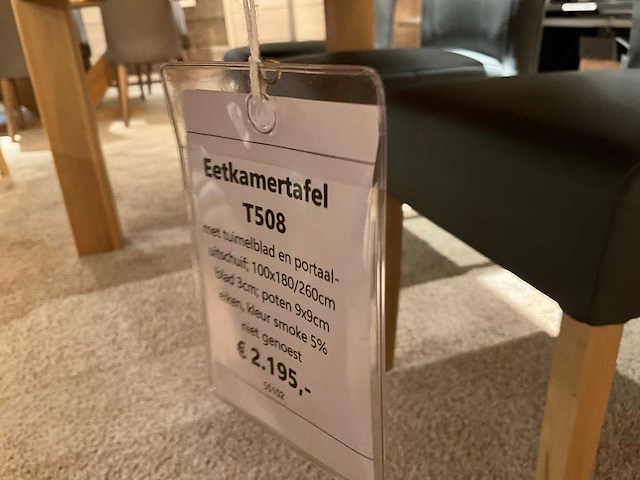 Eetkamertafel
T508
met tuimelblad en portaal-
uitschuif; 100x180/260cm
blad 3cm; poten 9x9cm
eiken, kleur smoke 5%
niet genoest
€ 2.195,-